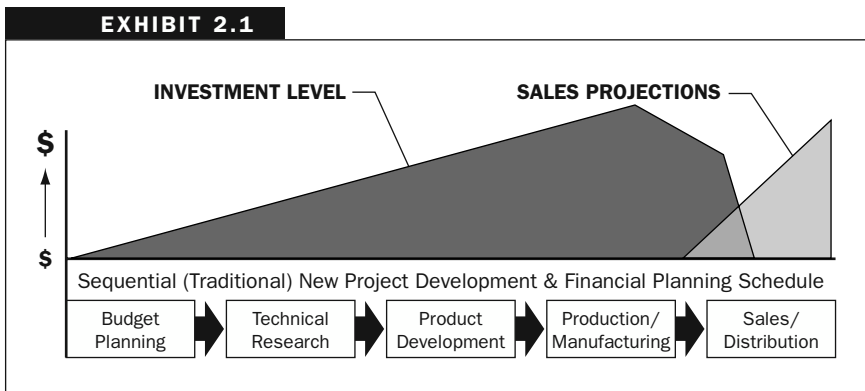 EXHIBIT 2.1
INVESTMENT LEVEL
SALES PROJECTIONS
$
$
Sequential (Traditional) New Project Development & Financial Planning Schedule
Budget
Planning
Technical
Research
Product
Development
Production/
Manufacturing
Sales/
Distribution